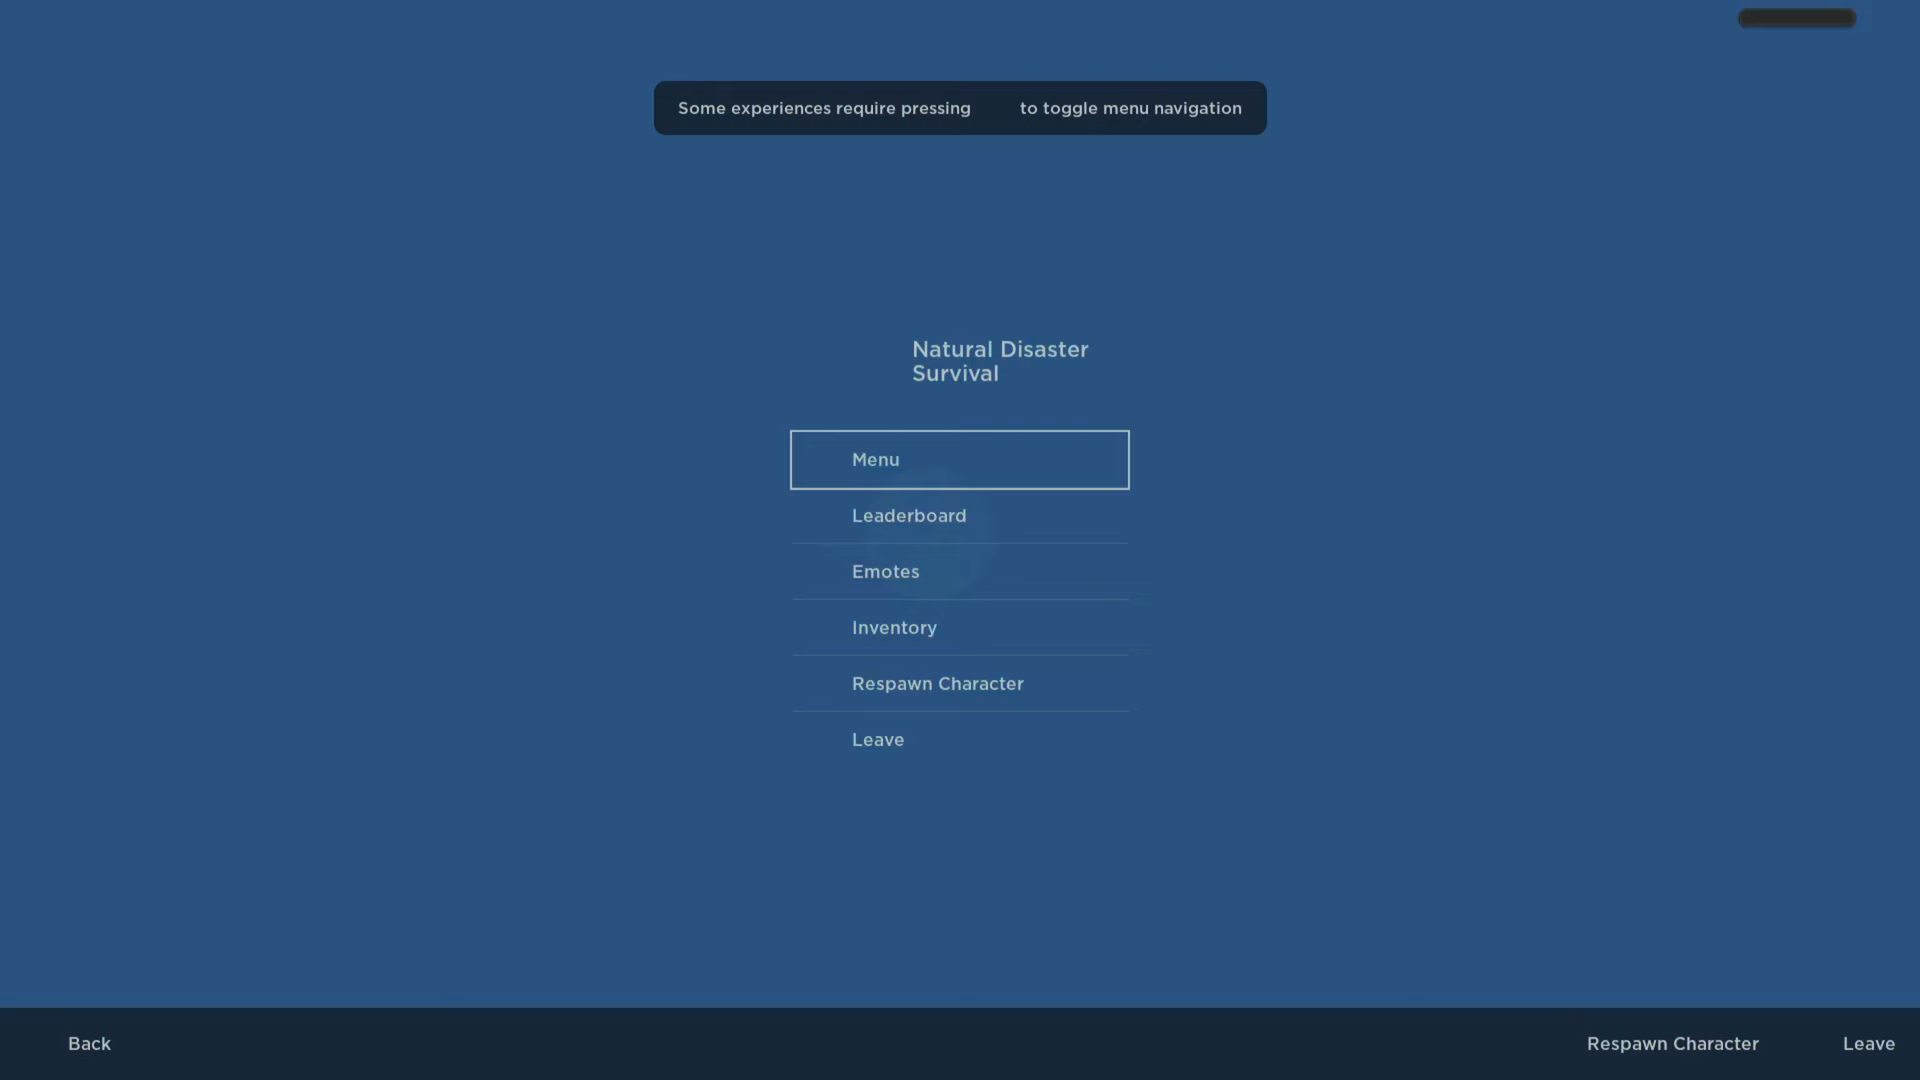 Some experiences require pressing to toggle menu navigation
Natural Disaster
Survival
Menu
Leaderboard
Emotes
Inventory
Respawn Character
Leave
Back
Respawn Character
Leave